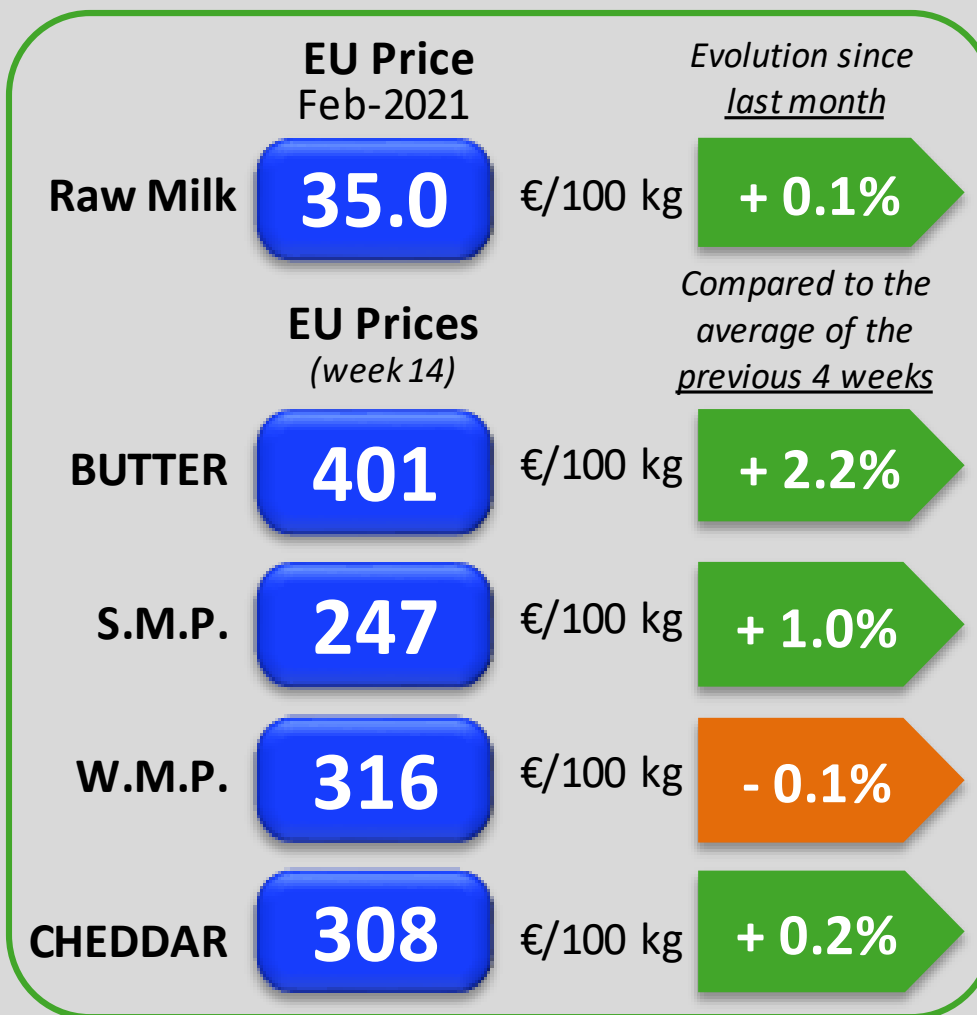 EU Price
Feb-2021
Evolution since
last month
Raw Milk 35.0 €/100 kg + 0.1%
EU Prices
(week 14)
Compared to the
average of the
previous 4 weeks
BUTTER 401 €/100 kg + 2.2%
S.M.P. 247 €/100 kg + 1.0%
W.M.P. 316 €/100 kg - 0.1%
CHEDDAR 308 €/100 kg + 0.2%